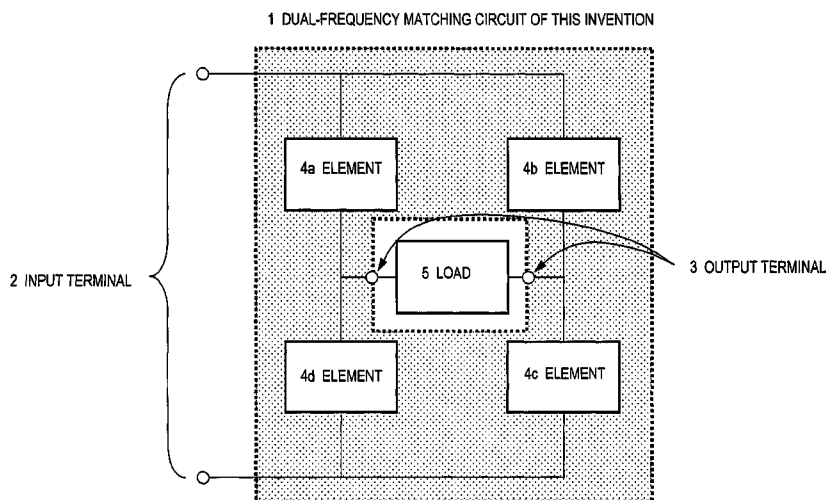 1 DUAL-FREQUENCY MATCHING CIRCUIT OF THIS INVENTION
4a ELEMENT
4b ELEMENT
2 INPUT TERMINAL
5 LOAD
3 OUTPUT TERMINAL
4d ELEMENT
4c ELEMENT